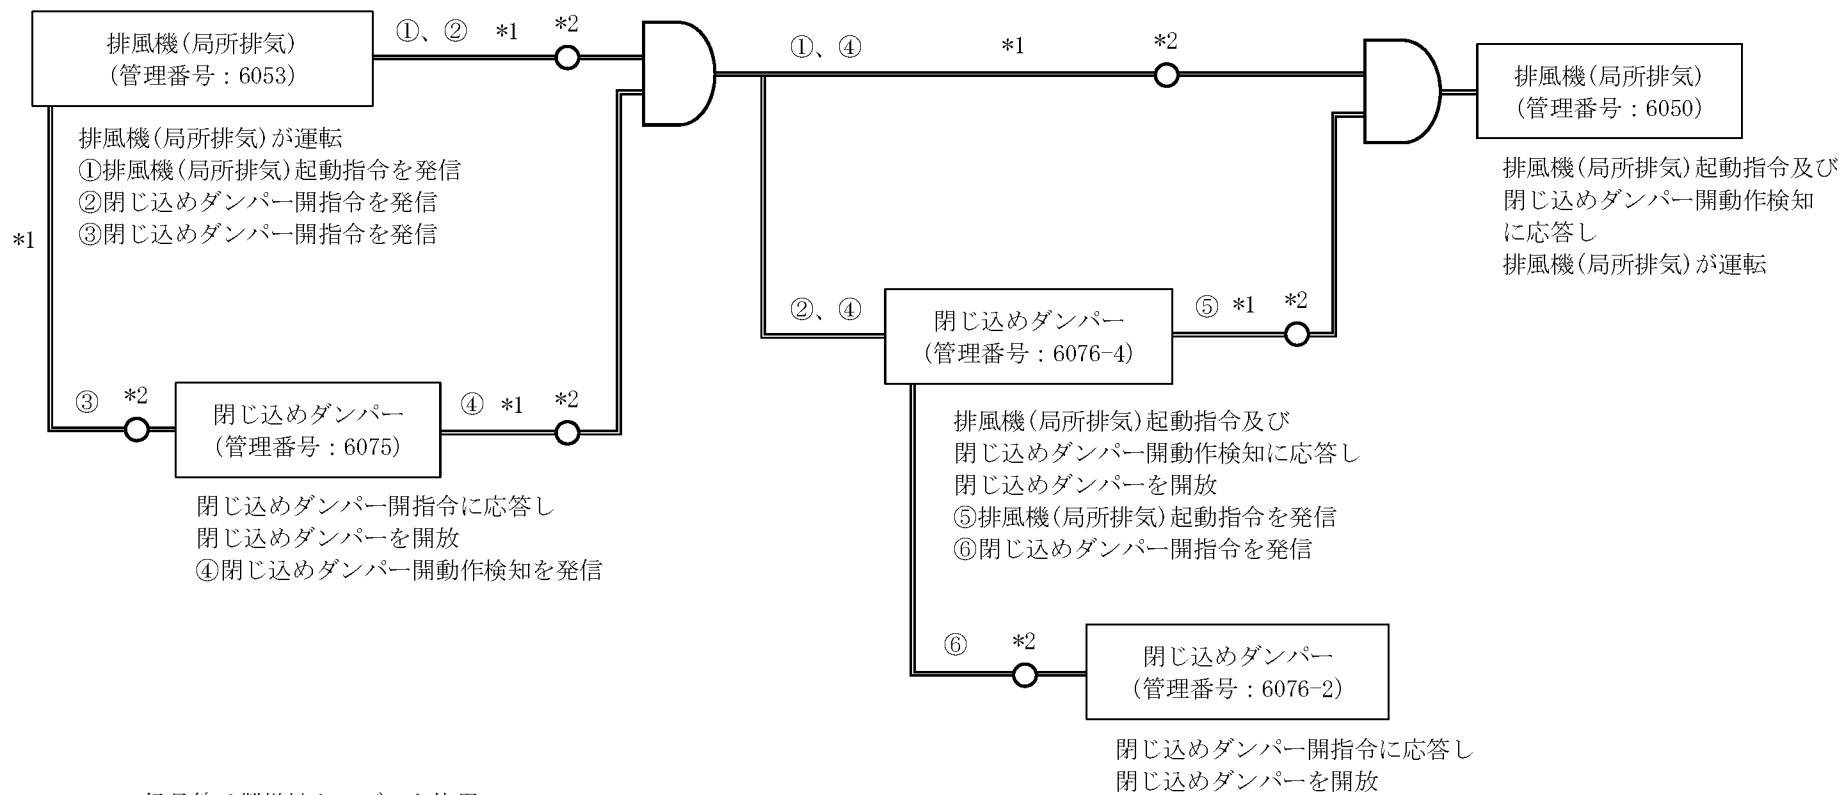 排風機(局所排気)
(管理番号：6053)
①、② *1 *2
排風機(局所排気)が運転
①排風機(局所排気)起動指令を発信
②閉じ込めダンパー開指令を発信
③閉じ込めダンパー開指令を発信
*1
③ *2
閉じ込めダンパー
(管理番号：6075)
④ *1 *2
閉じ込めダンパー開指令に応答し
閉じ込めダンパーを開放
④閉じ込めダンパー開動作検知を発信
①、④ *1 *2
②、④
閉じ込めダンパー
(管理番号：6076-4)
⑤ *1 *2
排風機(局所排気)起動指令及び
閉じ込めダンパー開動作検知に応答し
閉じ込めダンパーを開放
⑤排風機(局所排気)起動指令を発信
⑥閉じ込めダンパー開指令を発信
⑥ *2
閉じ込めダンパー
(管理番号：6076-2)
閉じ込めダンパー開指令に応答し
閉じ込めダンパーを開放
排風機(局所排気)
(管理番号：6050)
排風機(局所排気)起動指令及び
閉じ込めダンパー開動作検知
に応答し
排風機(局所排気)が運転